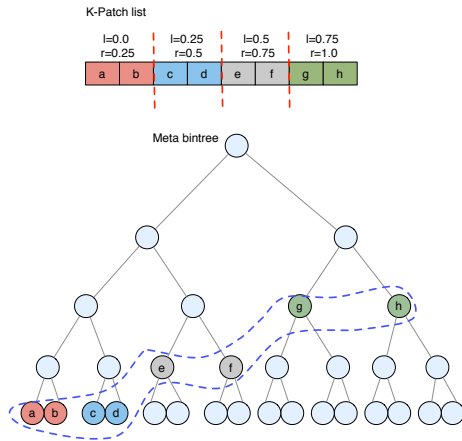 K-Patch list
l=0.0 l=0.25 l=0.5 l=0.75
r=0.25 r=0.5 r=0.75 r=1.0
a b c d e f g h
Meta bintree
g h
e f
a b c d